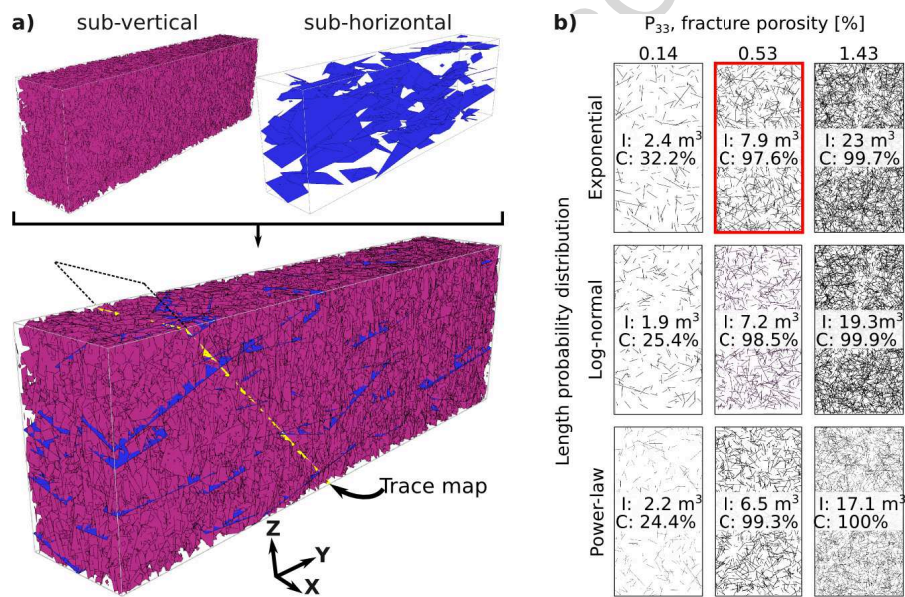 a)
sub-vertical
sub-horizontal
Trace map
Z
Y
X
b)
P33, fracture porosity [%]
0.14
0.53
1.43
Length probability distribution
Exponential
I: 2.4 m³
C: 32.2%
I: 7.9 m³
C: 97.6%
I: 23 m³
C: 99.7%
Log-normal
I: 1.9 m³
C: 25.4%
I: 7.2 m³
C: 98.5%
I: 19.3m³
C: 99.9%
Power-law
I: 2.2 m³
C: 24.4%
I: 6.5 m³
C: 99.3%
I: 17.1 m³
C: 100%